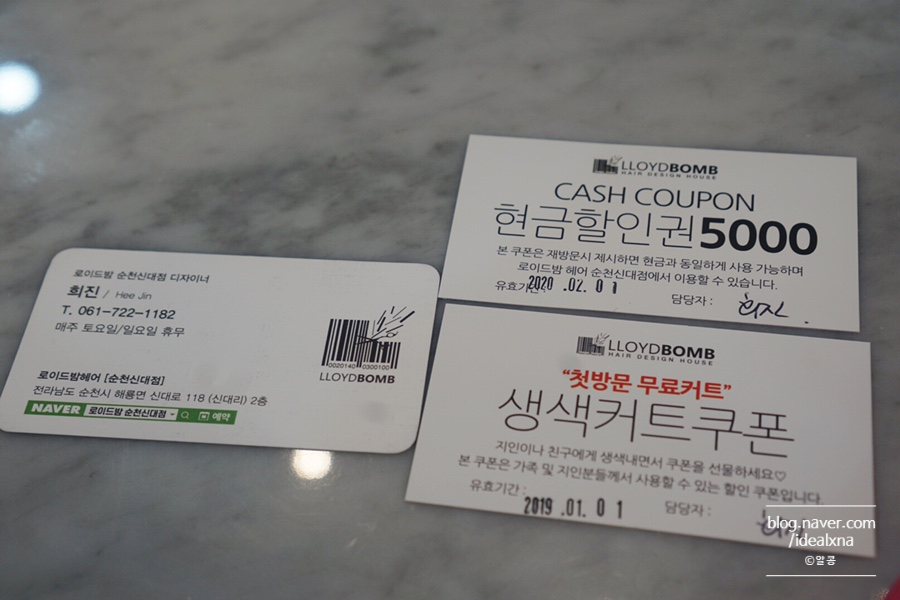 로이드밤 순천신대점 디자이너
희진 / Hee Jin
T. 061-722-1182
매주 토요일/일요일 휴무
0020140 0300100
LLOYDBOMB
로이드밤헤어 [순천신대점]
전라남도 순천시 해룡면 신대로 118 (신대리) 2층
NAVER 로이드밤 순천신대점 예약
LLOYDBOMB
HAIR DESIGN HOUSE
CASH COUPON
현금할인권5000
본 쿠폰은 재방문시 제시하면 현금과 동일하게 사용 가능하며
로이드밤 헤어 순천신대점에서 이용할 수 있습니다.
유효기간 : 2020 .02. 01 담당자 : 희진
LLOYDBOMB
HAIR DESIGN HOUSE
“첫방문 무료커트”
생색커트쿠폰
지인이나 친구에게 생색내면서 쿠폰을 선물하세요♡
본 쿠폰은 가족 및 지인분들께서 사용할 수 있는 할인 쿠폰입니다.
유효기간 : 2019 .01. 01 담당자 : 희진
blog.naver.com
/idealxna
©알콩